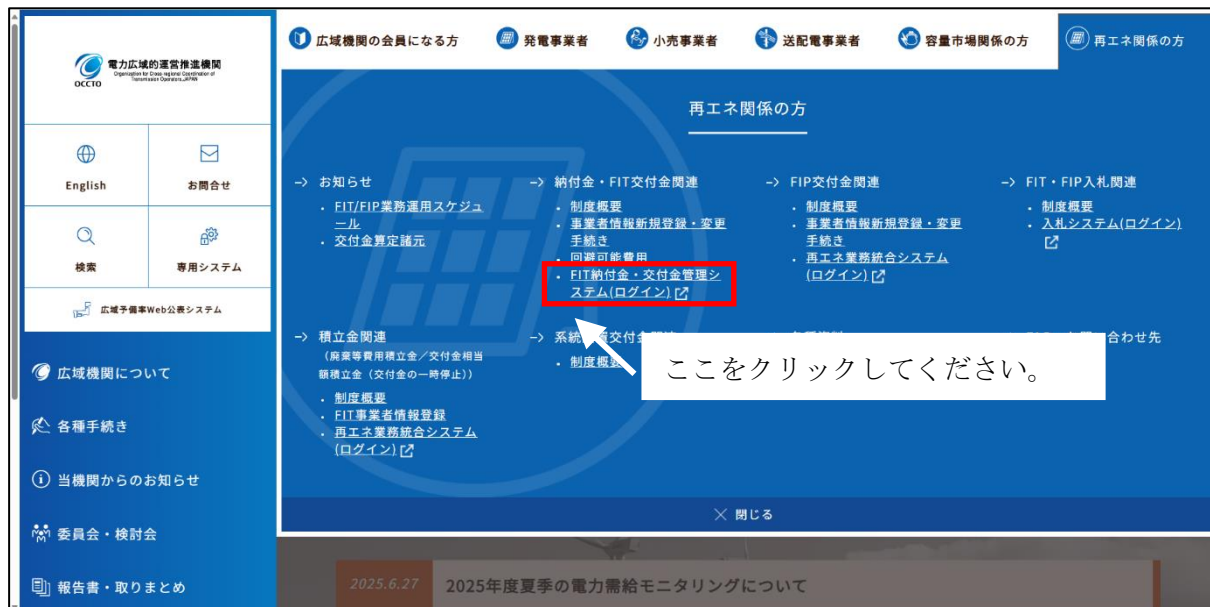 電力広域的運営推進機関
Organization for Cross-regional Coordination of
Transmission Operators, JAPAN
OCCTO
English
お問合せ
検索
専用システム
広域予備率Web公表システム
広域機関について
各種手続き
当機関からのお知らせ
委員会・検討会
報告書・取りまとめ
広域機関の会員になる方
発電事業者
小売事業者
送配電事業者
容量市場関係の方
再エネ関係の方
再エネ関係の方
お知らせ
・FIT/FIP業務運用スケジュ
ール
・交付金算定諸元
納付金・FIT交付金関連
・制度概要
・事業者情報新規登録・変更
手続き
・回避可能費用
・FIT納付金・交付金管理シ
ステム(ログイン)
FIP交付金関連
・制度概要
・事業者情報新規登録・変更
手続き
・再エネ業務統合システム
(ログイン)
FIT・FIP入札関連
・制度概要
・入札システム(ログイン)
積立金関連
(廃棄等費用積立金／交付金相当
額積立金（交付金の一時停止）)
・制度概要
・FIT事業者情報登録
・再エネ業務統合システム
(ログイン)
系統
・制度概要
合わせ先
ここをクリックしてください。
× 閉じる
2025.6.27
2025年度夏季の電力需給モニタリングについて